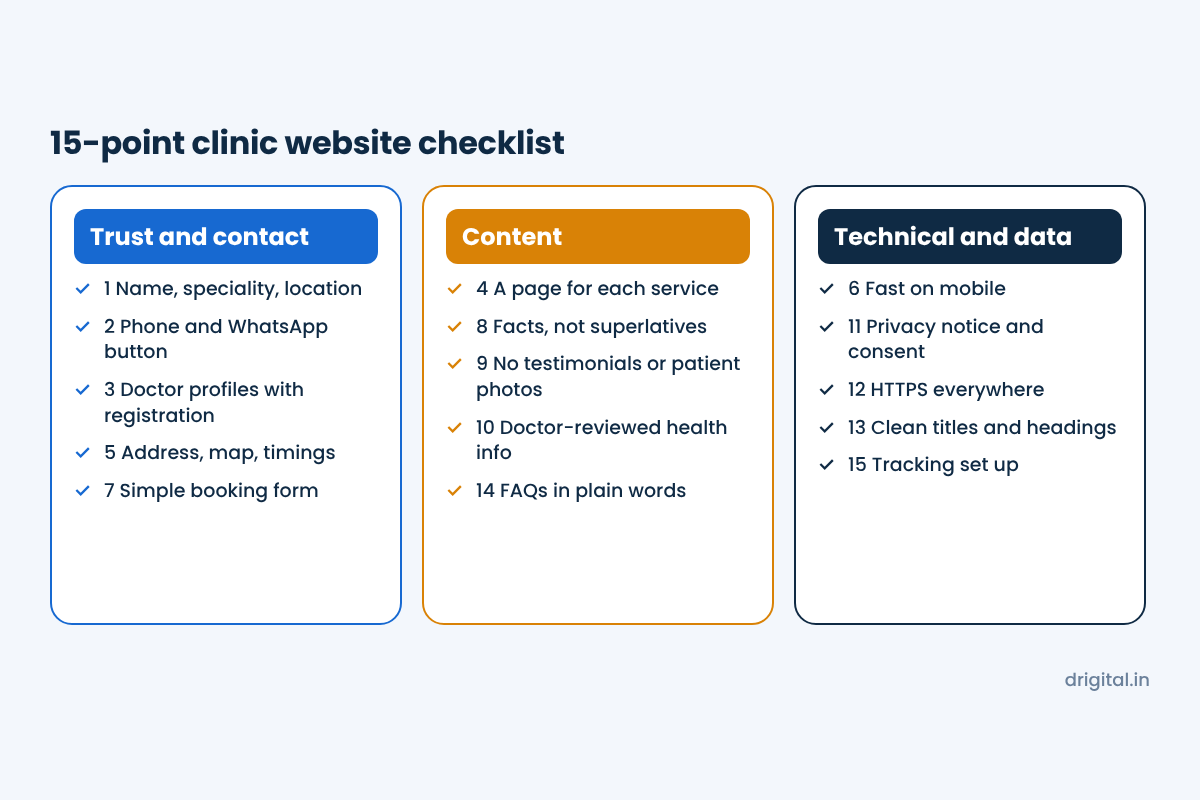 15-point clinic website checklist
Trust and contact
1 Name, speciality, location
2 Phone and WhatsApp
button
3 Doctor profiles with
registration
5 Address, map, timings
7 Simple booking form
Content
4 A page for each service
8 Facts, not superlatives
9 No testimonials or patient
photos
10 Doctor-reviewed health
info
14 FAQs in plain words
Technical and data
6 Fast on mobile
11 Privacy notice and
consent
12 HTTPS everywhere
13 Clean titles and headings
15 Tracking set up
drigital.in